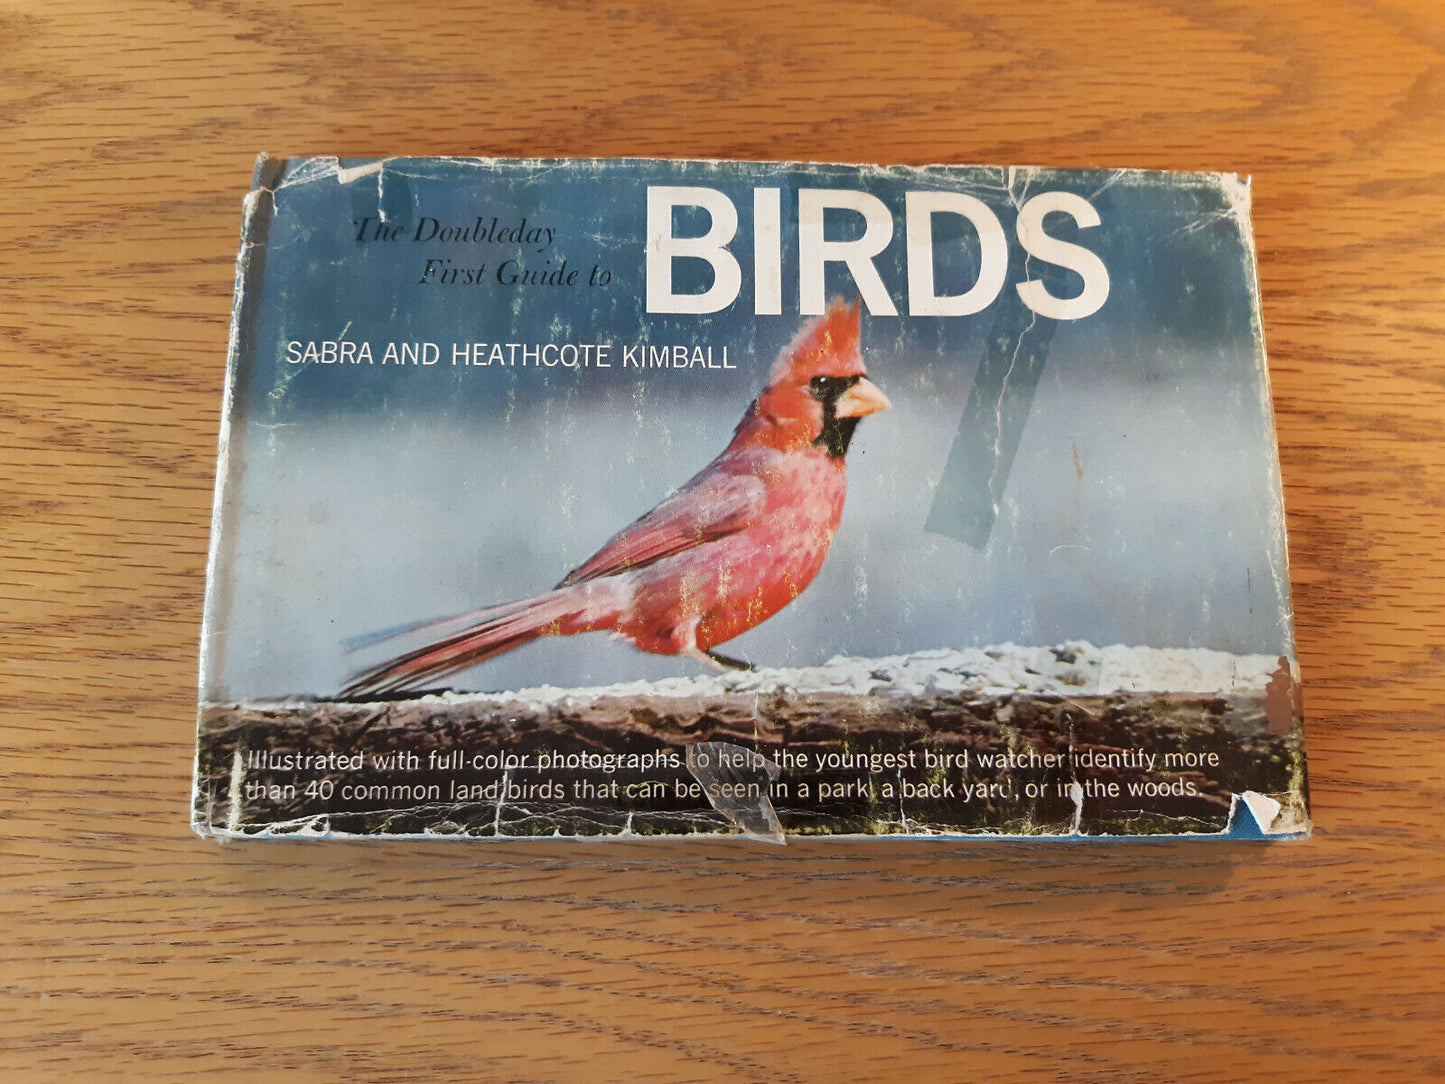 The Doubleday
First Guide to
BIRDS
SABRA AND HEATHCOTE KIMBALL
Illustrated with full-color photographs to help the youngest bird watcher identify more
than 40 common land birds that can be seen in a park, a back yard, or in the woods.